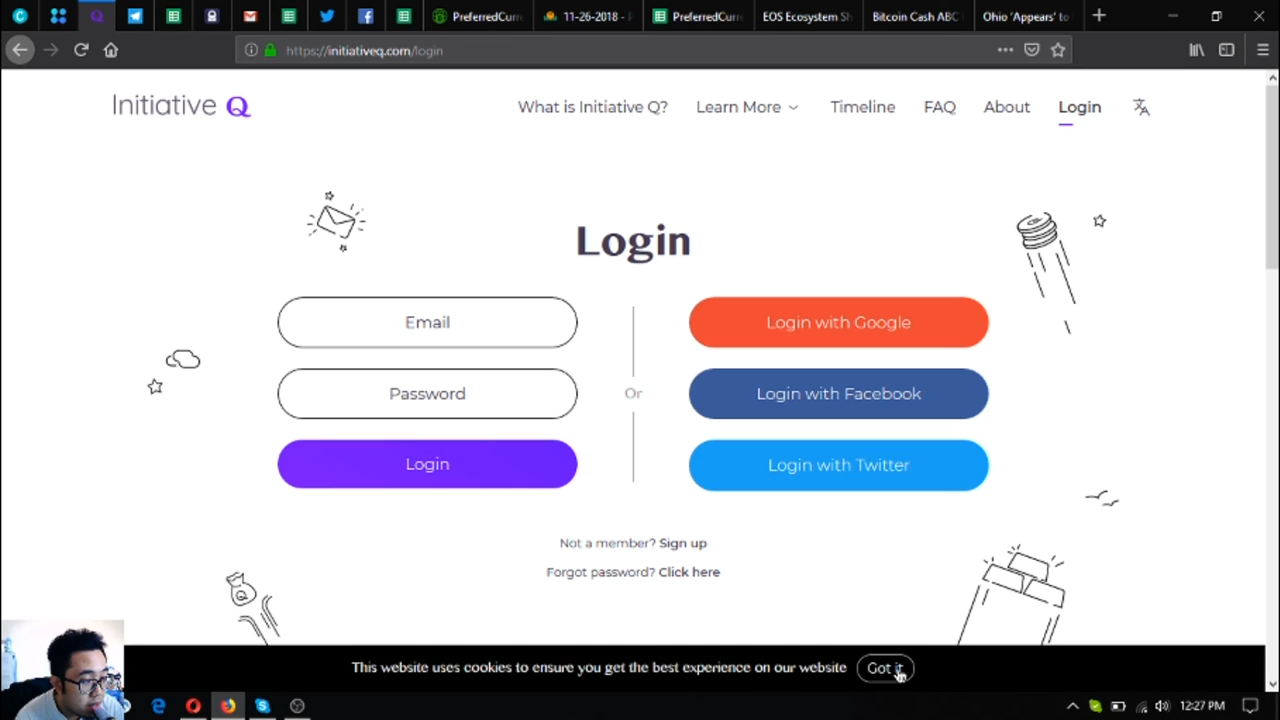 PreferredCurr
11-26-2018 -
PreferredCurr
EOS Ecosystem Sh
Bitcoin Cash ABC
Ohio ‘Appears’ to
https://initiativeq.com/login
Initiative Q
What is Initiative Q?
Learn More
Timeline
FAQ
About
Login
Login
Email
Password
Login
Or
Login with Google
Login with Facebook
Login with Twitter
Not a member? Sign up
Forgot password? Click here
Q
This website uses cookies to ensure you get the best experience on our website
Got it
12:27 PM